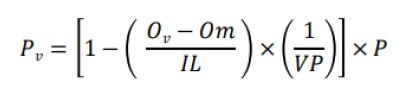 P_v = [1 − ( (O_v − Om) / IL ) × ( 1 / VP )] × P